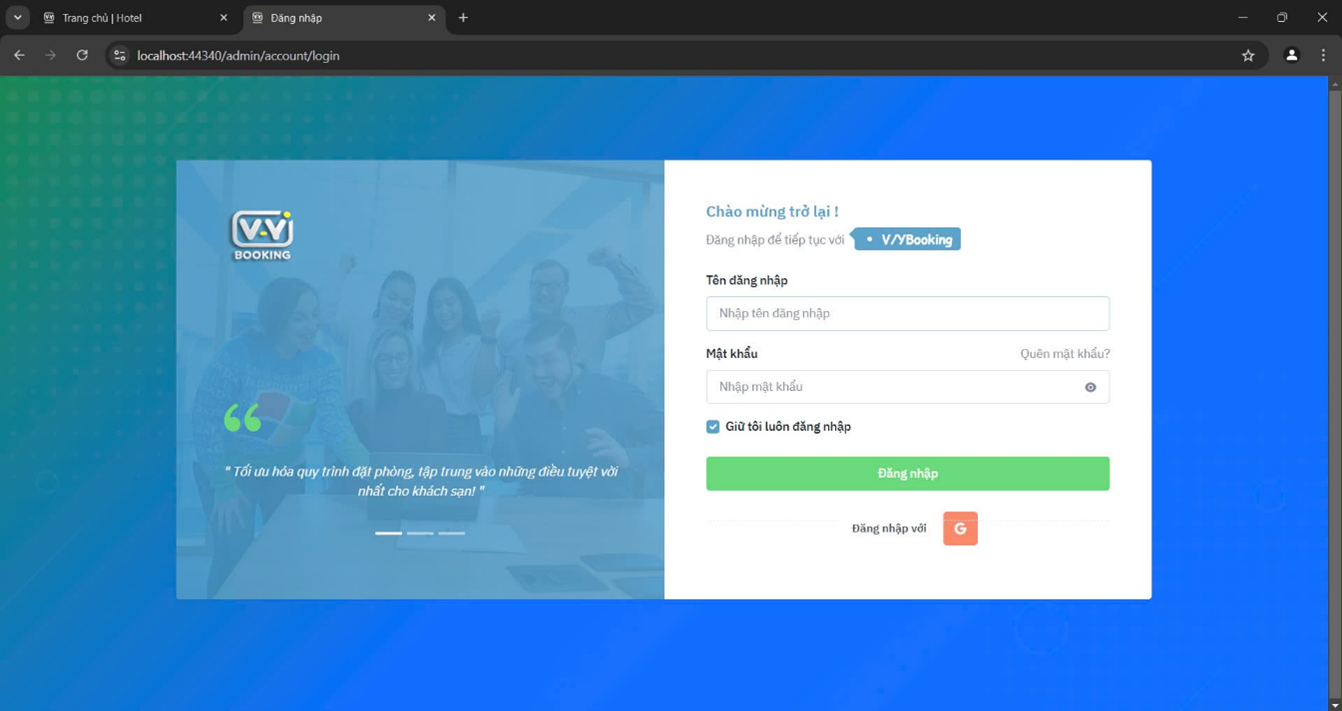 Trang chủ | Hotel
Đăng nhập
localhost:44340/admin/account/login
V-Yi
BOOKING
" Tối ưu hóa quy trình đặt phòng, tập trung vào những điều tuyệt vời
nhất cho khách sạn! "
Chào mừng trở lại !
Đăng nhập để tiếp tục với
• V/YBooking
Tên đăng nhập
Nhập tên đăng nhập
Mật khẩu
Quên mật khẩu?
Nhập mật khẩu
Giữ tôi luôn đăng nhập
Đăng nhập
Đăng nhập với
G